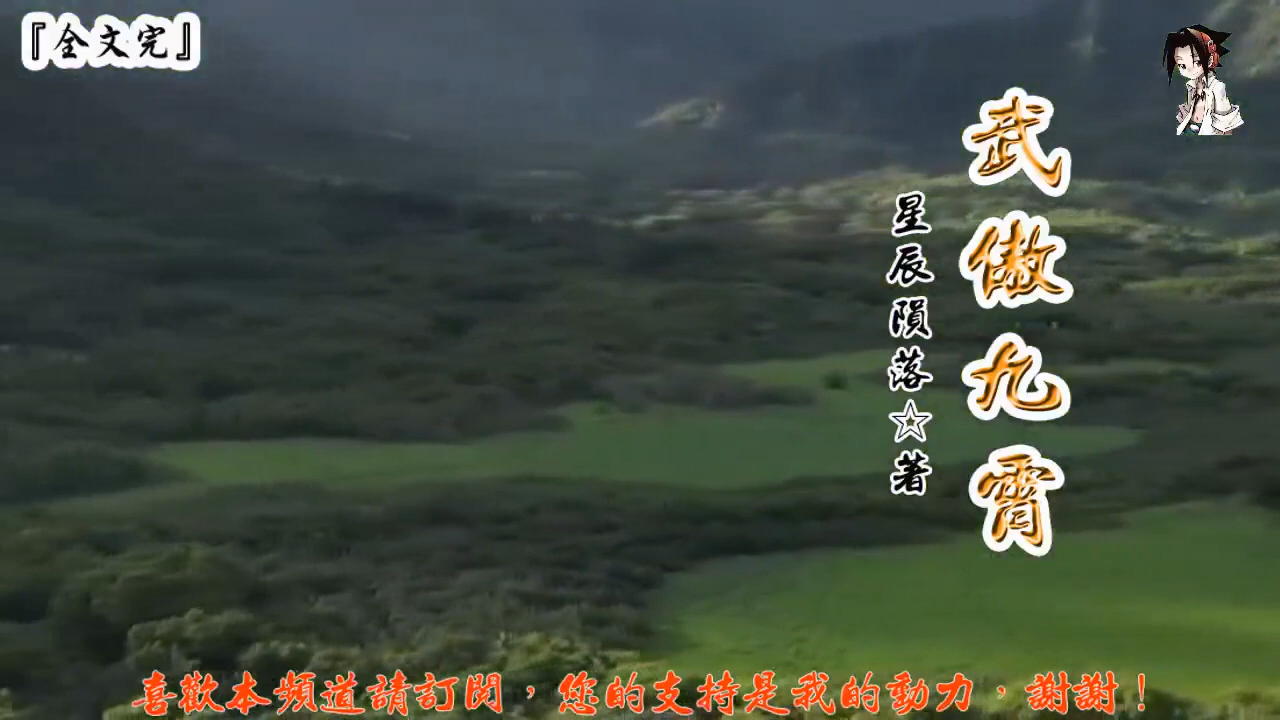 『全文完』
武傲九霄
星辰隕落☆著
喜歡本頻道請訂閱，您的支持是我的動力，謝謝！